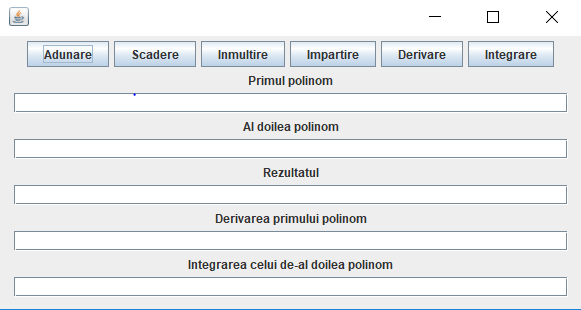 Adunare Scadere Inmultire Impartire Derivare Integrare
Primul polinom
Al doilea polinom
Rezultatul
Derivarea primului polinom
Integrarea celui de-al doilea polinom